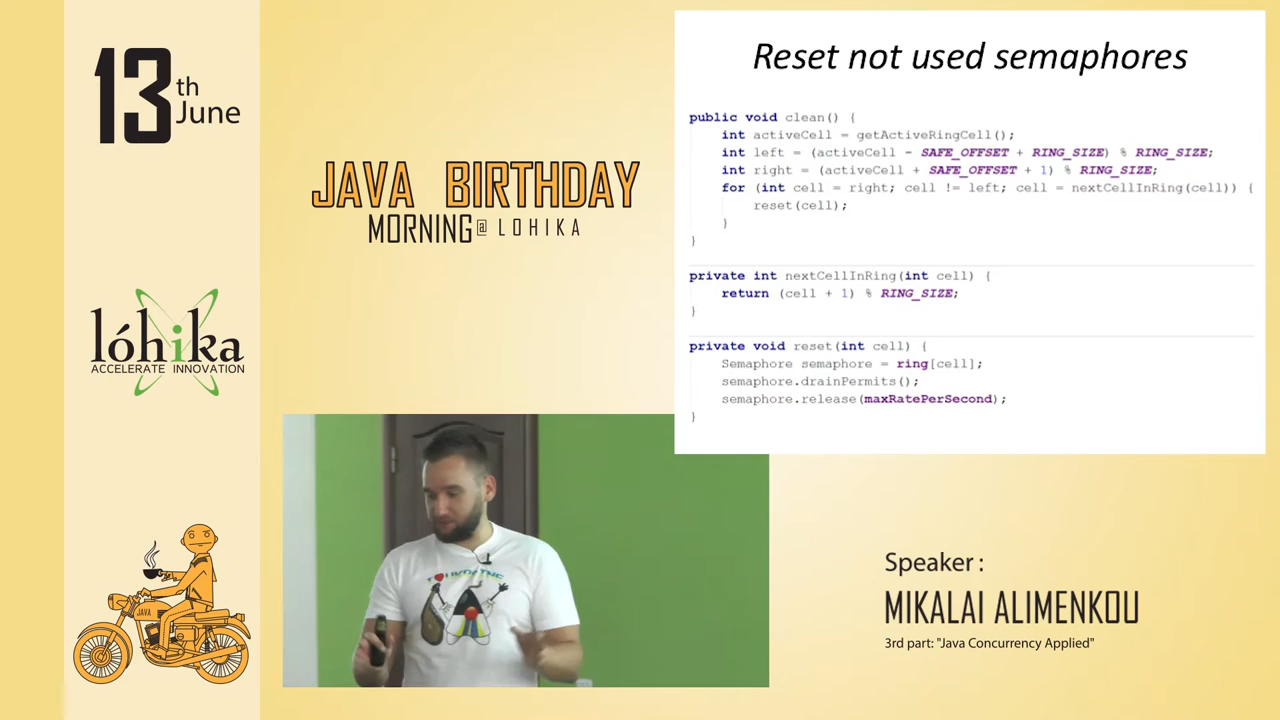 13th
June
JAVA BIRTHDAY
MORNING@LOHIKA
lóhika
ACCELERATE INNOVATION
JAVA
Reset not used semaphores
public void clean() {
int activeCell = getActiveRingCell();
int left = (activeCell - SAFE_OFFSET + RING_SIZE) % RING_SIZE;
int right = (activeCell + SAFE_OFFSET + 1) % RING_SIZE;
for (int cell = right; cell != left; cell = nextCellInRing(cell)) {
reset(cell);
}
}
private int nextCellInRing(int cell) {
return (cell + 1) % RING_SIZE;
}
private void reset(int cell) {
Semaphore semaphore = ring[cell];
semaphore.drainPermits();
semaphore.release(maxRatePerSecond);
}
Speaker :
MIKALAI ALIMENKOU
3rd part: "Java Concurrency Applied"